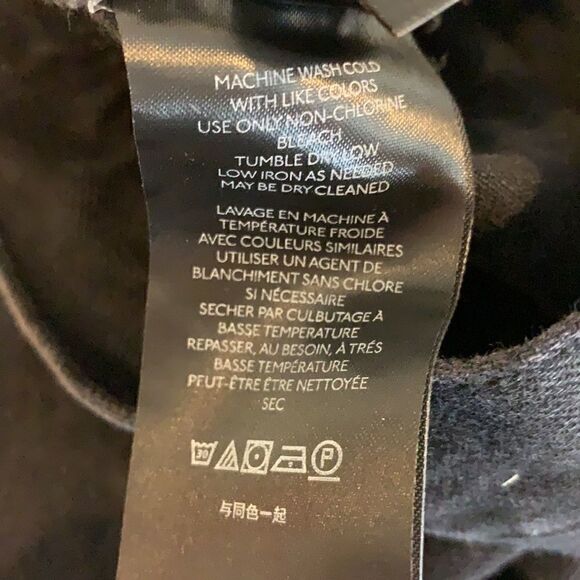 MACHINE WASH COLD
WITH LIKE COLORS
USE ONLY NON-CHLORINE
BLEACH
TUMBLE DRY LOW
LOW IRON AS NEEDED
MAY BE DRY CLEANED
LAVAGE EN MACHINE À
TEMPÉRATURE FROIDE
AVEC COULEURS SIMILAIRES
UTILISER UN AGENT DE
BLANCHIMENT SANS CHLORE
SI NÉCESSAIRE
SECHER PAR CULBUTAGE À
BASSE TEMPERATURE
REPASSER, AU BESOIN, À TRÉS
BASSE TEMPÉRATURE
PEUT-ÊTRE ÊTRE NETTOYÉE
SEC
30 P
与同色一起